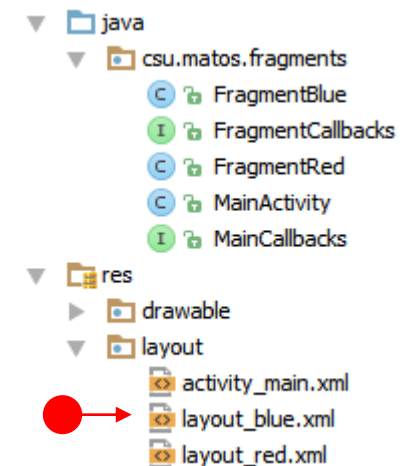 java
csu.matos.fragments
C FragmentBlue
I FragmentCallbacks
C FragmentRed
C MainActivity
I MainCallbacks
res
drawable
layout
activity_main.xml
layout_blue.xml
layout_red.xml